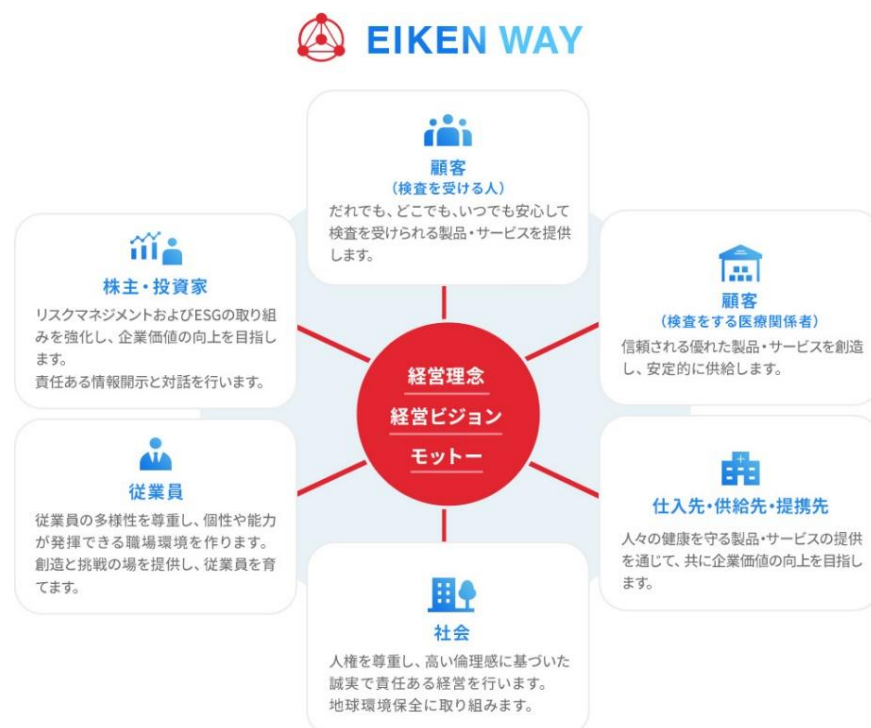 EIKEN WAY
顧客
（検査を受ける人）
だれでも、どこでも、いつでも安心して
検査を受けられる製品・サービスを提供
します。
株主・投資家
リスクマネジメントおよびESGの取り組
みを強化し、企業価値の向上を目指し
ます。
責任ある情報開示と対話を行います。
顧客
（検査をする医療関係者）
信頼される優れた製品・サービスを創造
し、安定的に供給します。
経営理念
経営ビジョン
モットー
従業員
従業員の多様性を尊重し、個性や能力
が発揮できる職場環境を作ります。
創造と挑戦の場を提供し、従業員を育
てます。
仕入先・供給先・提携先
人々の健康を守る製品・サービスの提供
を通じて、共に企業価値の向上を目指し
ます。
社会
人権を尊重し、高い倫理感に基づいた
誠実で責任ある経営を行います。
地球環境保全に取り組みます。